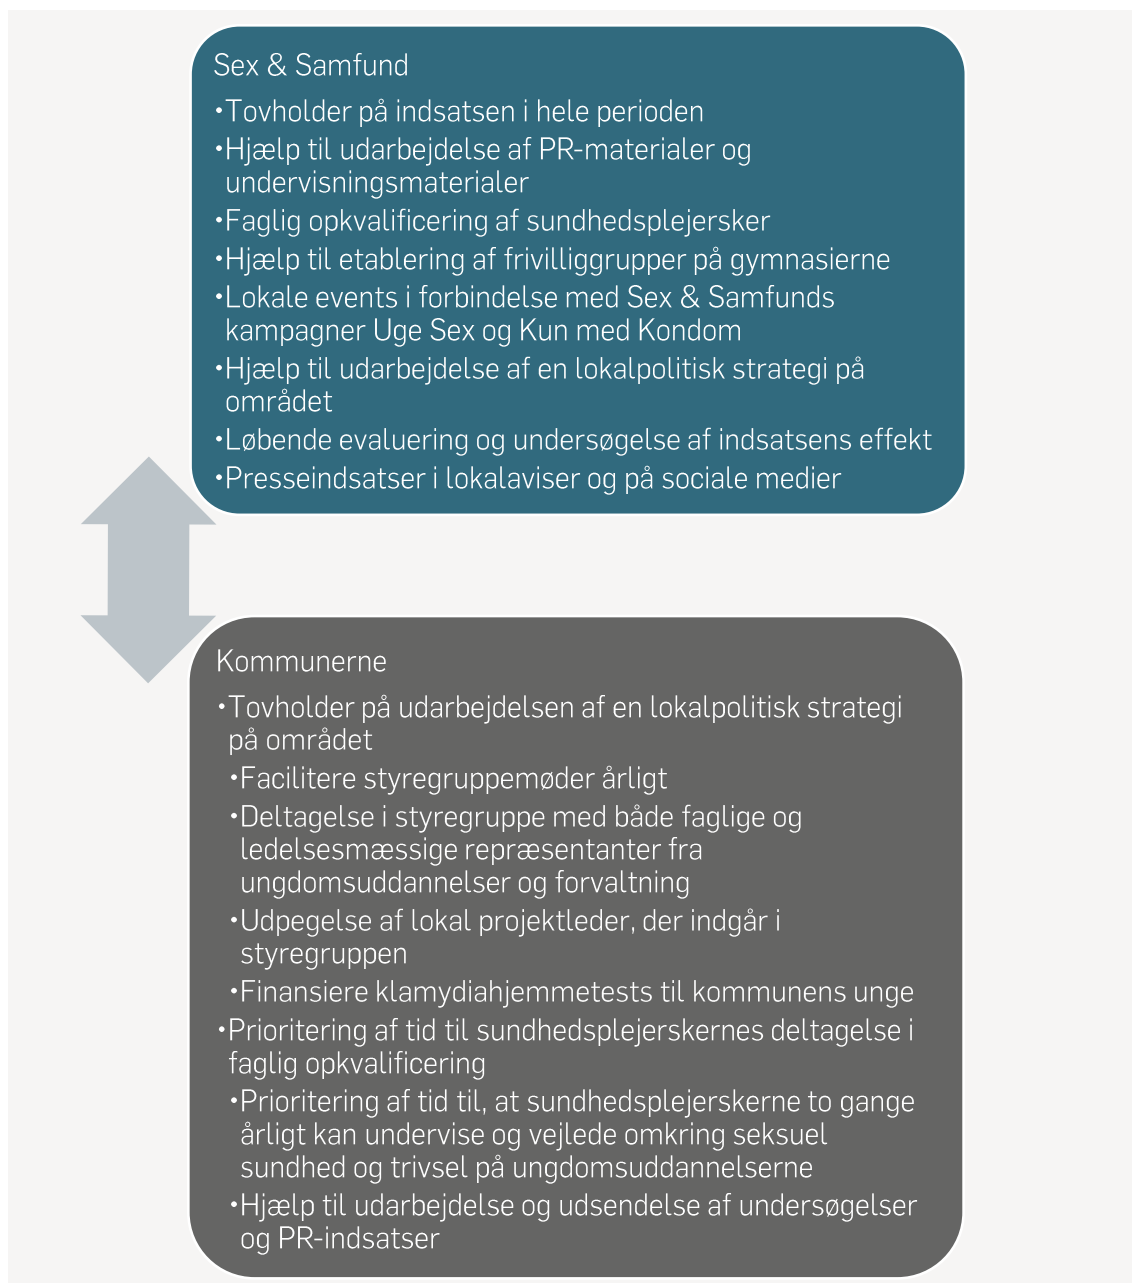 Sex & Samfund
•Tovholder på indsatsen i hele perioden
•Hjælp til udarbejdelse af PR-materialer og
undervisningsmaterialer
•Faglig opkvalificering af sundhedsplejersker
•Hjælp til etablering af frivilliggrupper på gymnasierne
•Lokale events i forbindelse med Sex & Samfunds
kampagner Uge Sex og Kun med Kondom
•Hjælp til udarbejdelse af en lokalpolitisk strategi på
området
•Løbende evaluering og undersøgelse af indsatsens effekt
•Presseindsatser i lokalaviser og på sociale medier
Kommunerne
•Tovholder på udarbejdelsen af en lokalpolitisk strategi
på området
•Facilitere styregruppemøder årligt
•Deltagelse i styregruppe med både faglige og
ledelsesmæssige repræsentanter fra
ungdomsuddannelser og forvaltning
•Udpegelse af lokal projektleder, der indgår i
styregruppen
•Finansiere klamydiahjemmetests til kommunens unge
•Prioritering af tid til sundhedsplejerskernes deltagelse i
faglig opkvalificering
•Prioritering af tid til, at sundhedsplejerskerne to gange
årligt kan undervise og vejlede omkring seksuel
sundhed og trivsel på ungdomsuddannelserne
•Hjælp til udarbejdelse og udsendelse af undersøgelser
og PR-indsatser